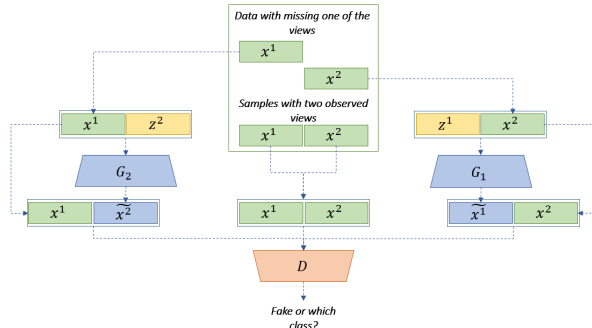 Data with missing one of the
views
x¹
x²
Samples with two observed
views
x¹ x²
x¹ z²
z¹ x²
G₂
G₁
x¹ x̃²
x¹ x²
x̃¹ x²
D
Fake or which
class?